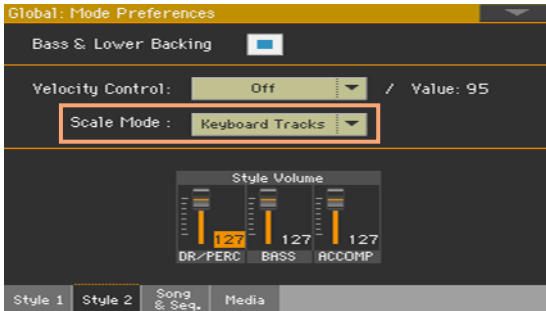 Global: Mode Preferences
Bass & Lower Backing
Velocity Control: Off / Value: 95
Scale Mode : Keyboard Tracks
Style Volume
127 127 127
DR/PERC BASS ACCOMP
Style 1 Style 2 Song & Seq. Media